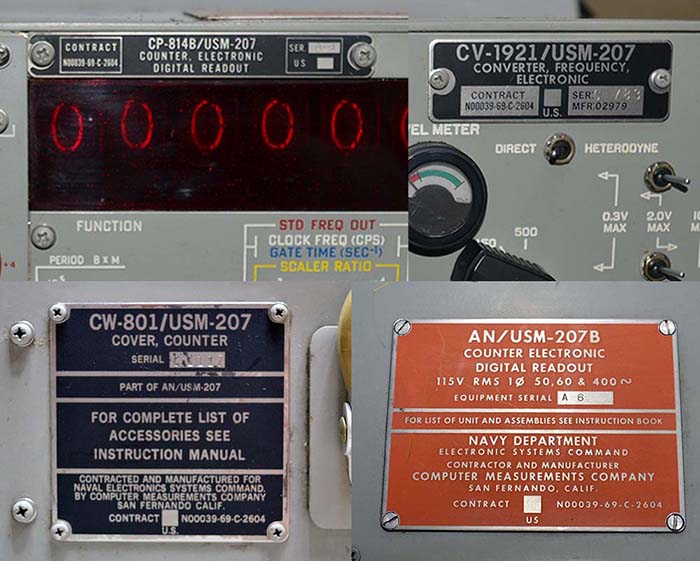 CP-814B/USM-207
COUNTER, ELECTRONIC
DIGITAL READOUT
CONTRACT
N00039-69-C-2604
SER.
US
0 0 0 0 0
FUNCTION
PERIOD B X M
+4
STD FREQ OUT
CLOCK FREQ (CPS)
GATE TIME (SEC⁻¹)
SCALER RATIO
CV-1921/USM-207
CONVERTER, FREQUENCY,
ELECTRONIC
CONTRACT
N00039-69-C-2604
U.S.
SER.
MFR.02979
VEL METER
DIRECT
HETERODYNE
0.3V
MAX
2.0V
MAX
500
CW-801/USM-207
COVER, COUNTER
SERIAL
PART OF AN/USM-207
FOR COMPLETE LIST OF
ACCESSORIES SEE
INSTRUCTION MANUAL
CONTRACTED AND MANUFACTURED FOR
NAVAL ELECTRONICS SYSTEMS COMMAND.
BY COMPUTER MEASUREMENTS COMPANY
SAN FERNANDO, CALIF.
CONTRACT N00039-69-C-2604
U.S.
AN/USM-207B
COUNTER ELECTRONIC
DIGITAL READOUT
115V RMS 1Ø 50,60 & 400 ~
EQUIPMENT SERIAL A 6
FOR LIST OF UNIT AND ASSEMBLIES SEE INSTRUCTION BOOK
NAVY DEPARTMENT
ELECTRONIC SYSTEMS COMMAND
CONTRACTOR AND MANUFACTURER
COMPUTER MEASUREMENTS COMPANY
SAN FERNANDO, CALIF.
CONTRACT N00039-69-C-2604
US